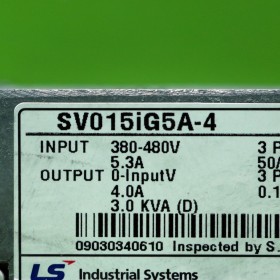 SV015iG5A-4
INPUT 380-480V 3 P
5.3A 50/
OUTPUT 0-InputV 3 P
4.0A 0.1
3.0 KVA (D)
09030340610 Inspected by S.
LS Industrial Systems